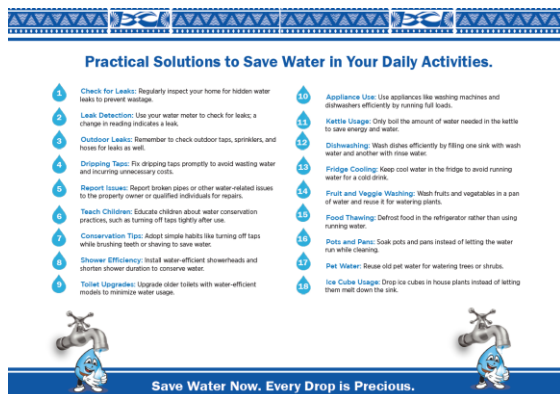 Practical Solutions to Save Water in Your Daily Activities.
1 Check for Leaks: Regularly inspect your home for hidden water
leaks to prevent wastage.
2 Leak Detection: Use your water meter to check for leaks; a
change in reading indicates a leak.
3 Outdoor Leaks: Remember to check outdoor taps, sprinklers, and
hoses for leaks as well.
4 Dripping Taps: Fix dripping taps promptly to avoid wasting water
and incurring unnecessary costs.
5 Report Issues: Report broken pipes or other water-related issues
to the property owner or qualified individuals for repairs.
6 Teach Children: Educate children about water conservation
practices, such as turning off taps tightly after use.
7 Conservation Tips: Adopt simple habits like turning off taps
while brushing teeth or shaving to save water.
8 Shower Efficiency: Install water-efficient showerheads and
shorten shower duration to conserve water.
9 Toilet Upgrades: Upgrade older toilets with water-efficient
models to minimize water usage.
10 Appliance Use: Use appliances like washing machines and
dishwashers efficiently by running full loads.
11 Kettle Usage: Only boil the amount of water needed in the kettle
to save energy and water.
12 Dishwashing: Wash dishes efficiently by filling one sink with wash
water and another with rinse water.
13 Fridge Cooling: Keep cool water in the fridge to avoid running
water for a cold drink.
14 Fruit and Veggie Washing: Wash fruits and vegetables in a pan
of water and reuse it for watering plants.
15 Food Thawing: Defrost food in the refrigerator rather than using
running water.
16 Pots and Pans: Soak pots and pans instead of letting the water
run while cleaning.
17 Pet Water: Reuse old pet water for watering trees or shrubs.
18 Ice Cube Usage: Drop ice cubes in house plants instead of letting
them melt down the sink.
Save Water Now. Every Drop is Precious.